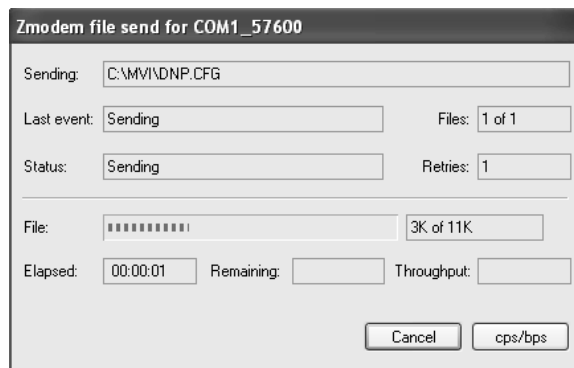 Zmodem file send for COM1_57600
Sending: C:\MVI\DNP.CFG
Last event: Sending Files: 1 of 1
Status: Sending Retries: 1
File: 3K of 11K
Elapsed: 00:00:01 Remaining: Throughput:
Cancel cps/bps